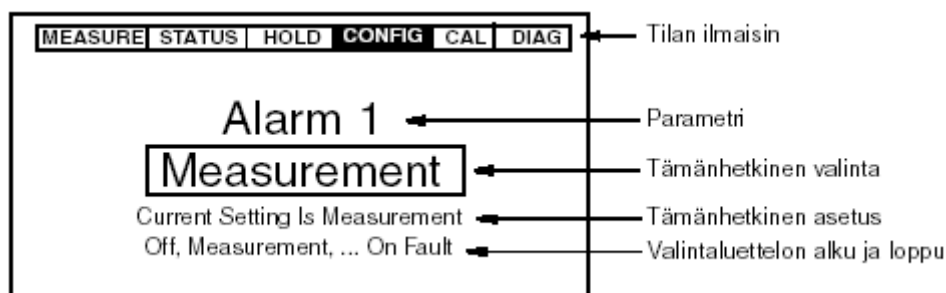 MEASURE STATUS HOLD CONFIG CAL DIAG Tilan ilmaisin
Alarm 1 Parametri
Measurement Tämänhetkinen valinta
Current Setting Is Measurement Tämänhetkinen asetus
Off, Measurement, ... On Fault Valintaluettelon alku ja loppu